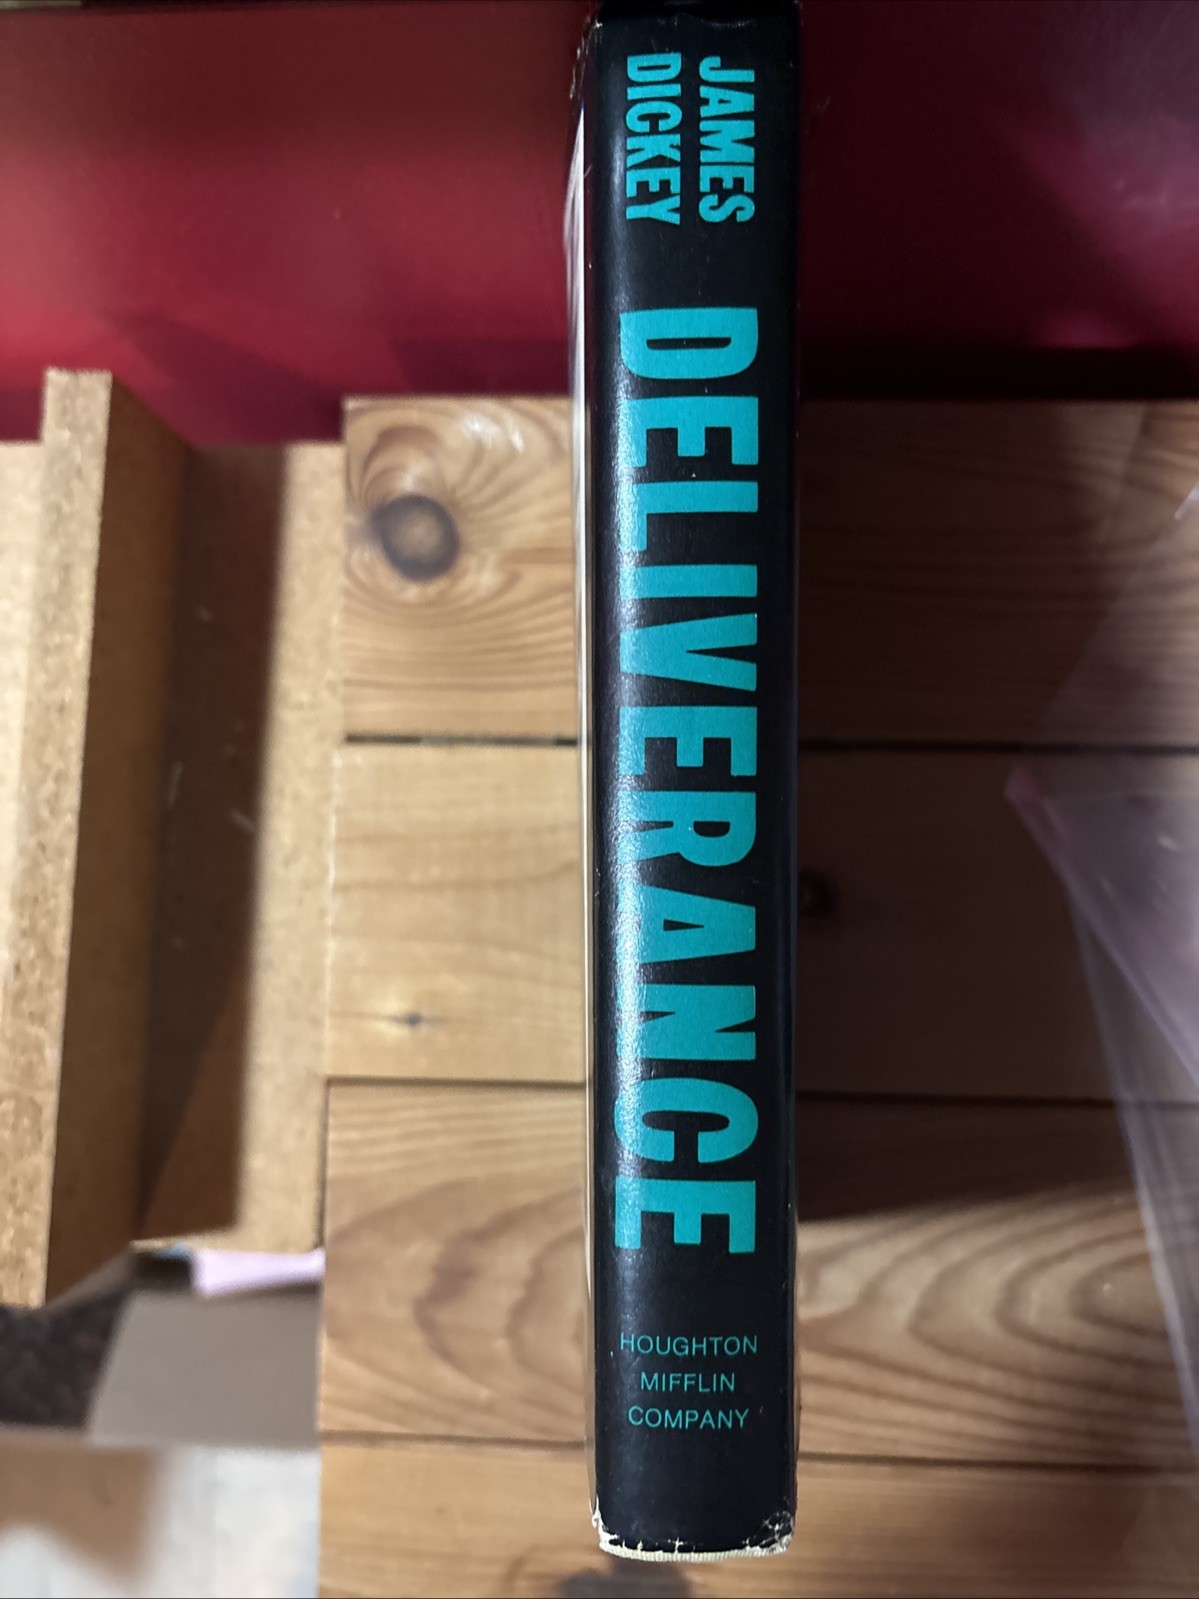 JAMES
DICKEY
DELIVERANCE
HOUGHTON
MIFFLIN
COMPANY